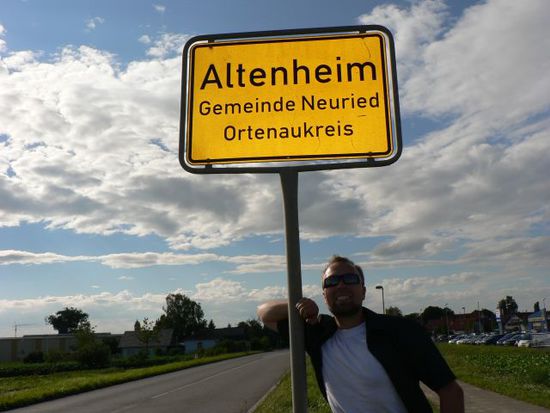 Altenheim
Gemeinde Neuried
Ortenaukreis